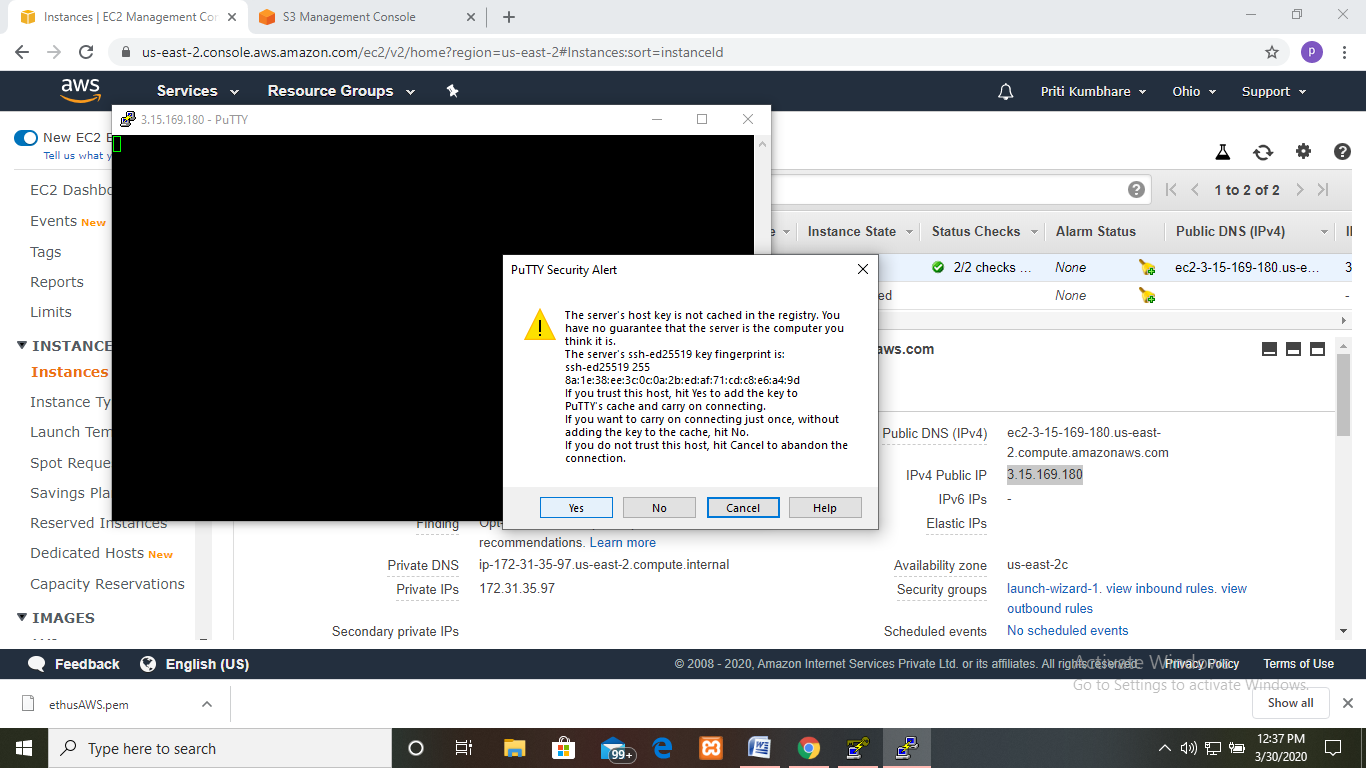 Instances | EC2 Management Con
S3 Management Console
us-east-2.console.aws.amazon.com/ec2/v2/home?region=us-east-2#Instances:sort=instanceId
P
aws
Services
Resource Groups
Priti Kumbhare
Ohio
Support
3.15.169.180 - PuTTY
New EC2 E
Tell us what y
EC2 Dashbo
Events New
Tags
Reports
Limits
INSTANCE
Instances
Instance Ty
Launch Tem
Spot Reque
Savings Pla
Reserved Instances
Dedicated Hosts New
Capacity Reservations
IMAGES
1 to 2 of 2
Instance State
Status Checks
Alarm Status
Public DNS (IPv4)
2/2 checks ...
None
ec2-3-15-169-180.us-e...
3
ed
None
-
aws.com
PuTTY Security Alert
The server's host key is not cached in the registry. You
have no guarantee that the server is the computer you
think it is.
The server's ssh-ed25519 key fingerprint is:
ssh-ed25519 255
8a:1e:38:ee:3c:0c:0a:2b:ed:af:71:cd:c8:e6:a4:9d
If you trust this host, hit Yes to add the key to
PuTTY's cache and carry on connecting.
If you want to carry on connecting just once, without
adding the key to the cache, hit No.
If you do not trust this host, hit Cancel to abandon the
connection.
Yes
No
Cancel
Help
Public DNS (IPv4)
ec2-3-15-169-180.us-east-
2.compute.amazonaws.com
IPv4 Public IP
3.15.169.180
IPv6 IPs
-
Elastic IPs
Finding
recommendations. Learn more
Private DNS
ip-172-31-35-97.us-east-2.compute.internal
Availability zone
us-east-2c
Private IPs
172.31.35.97
Security groups
launch-wizard-1. view inbound rules. view
outbound rules
Secondary private IPs
Scheduled events
No scheduled events
Feedback
English (US)
© 2008 - 2020, Amazon Internet Services Private Ltd. or its affiliates. All rights reserved.
Privacy Policy
Terms of Use
Activate Windows
Go to Settings to activate Windows.
ethusAWS.pem
Show all
Type here to search
99+
12:37 PM
3/30/2020